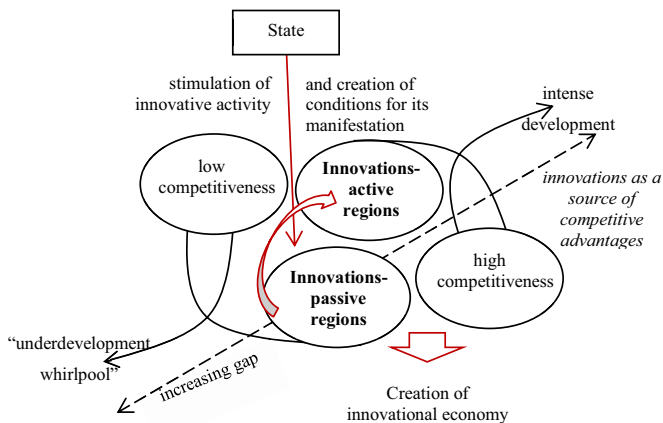 State
stimulation of
innovative activity
and creation of
conditions for its
manifestation
intense
development
low
competitiveness
Innovations-
active
regions
innovations as a
source of
competitive
advantages
Innovations-
passive
regions
high
competitiveness
“underdevelopment
whirlpool”
increasing gap
Creation of
innovational economy